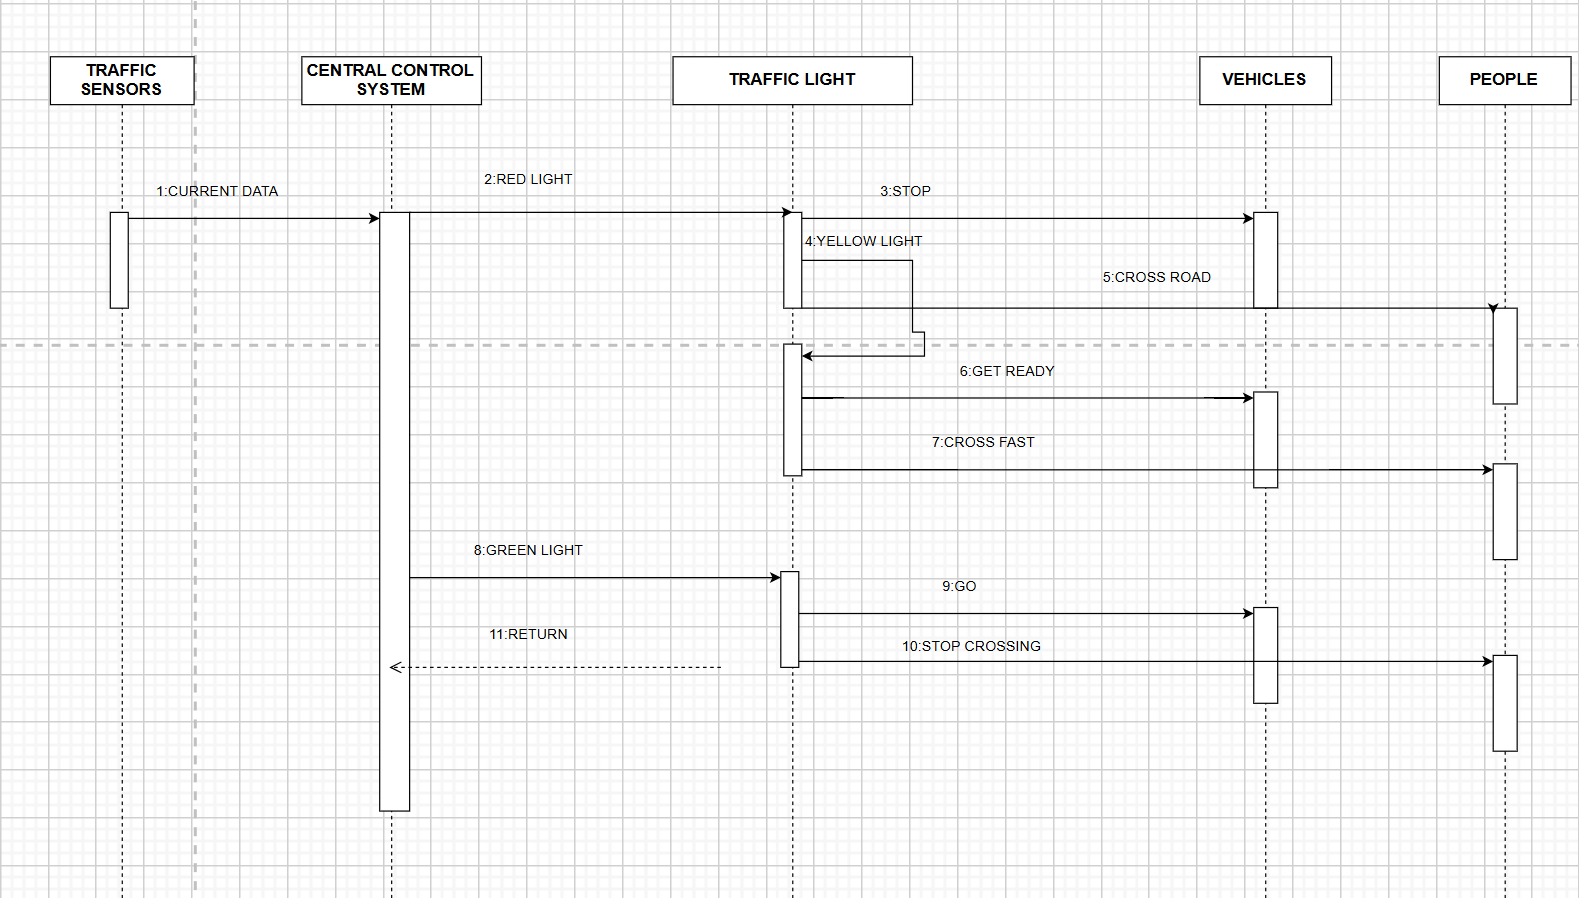 TRAFFIC
SENSORS
CENTRAL CONTROL
SYSTEM
TRAFFIC LIGHT
VEHICLES
PEOPLE
1:CURRENT DATA
2:RED LIGHT
3:STOP
4:YELLOW LIGHT
5:CROSS ROAD
6:GET READY
7:CROSS FAST
8:GREEN LIGHT
9:GO
11:RETURN
10:STOP CROSSING